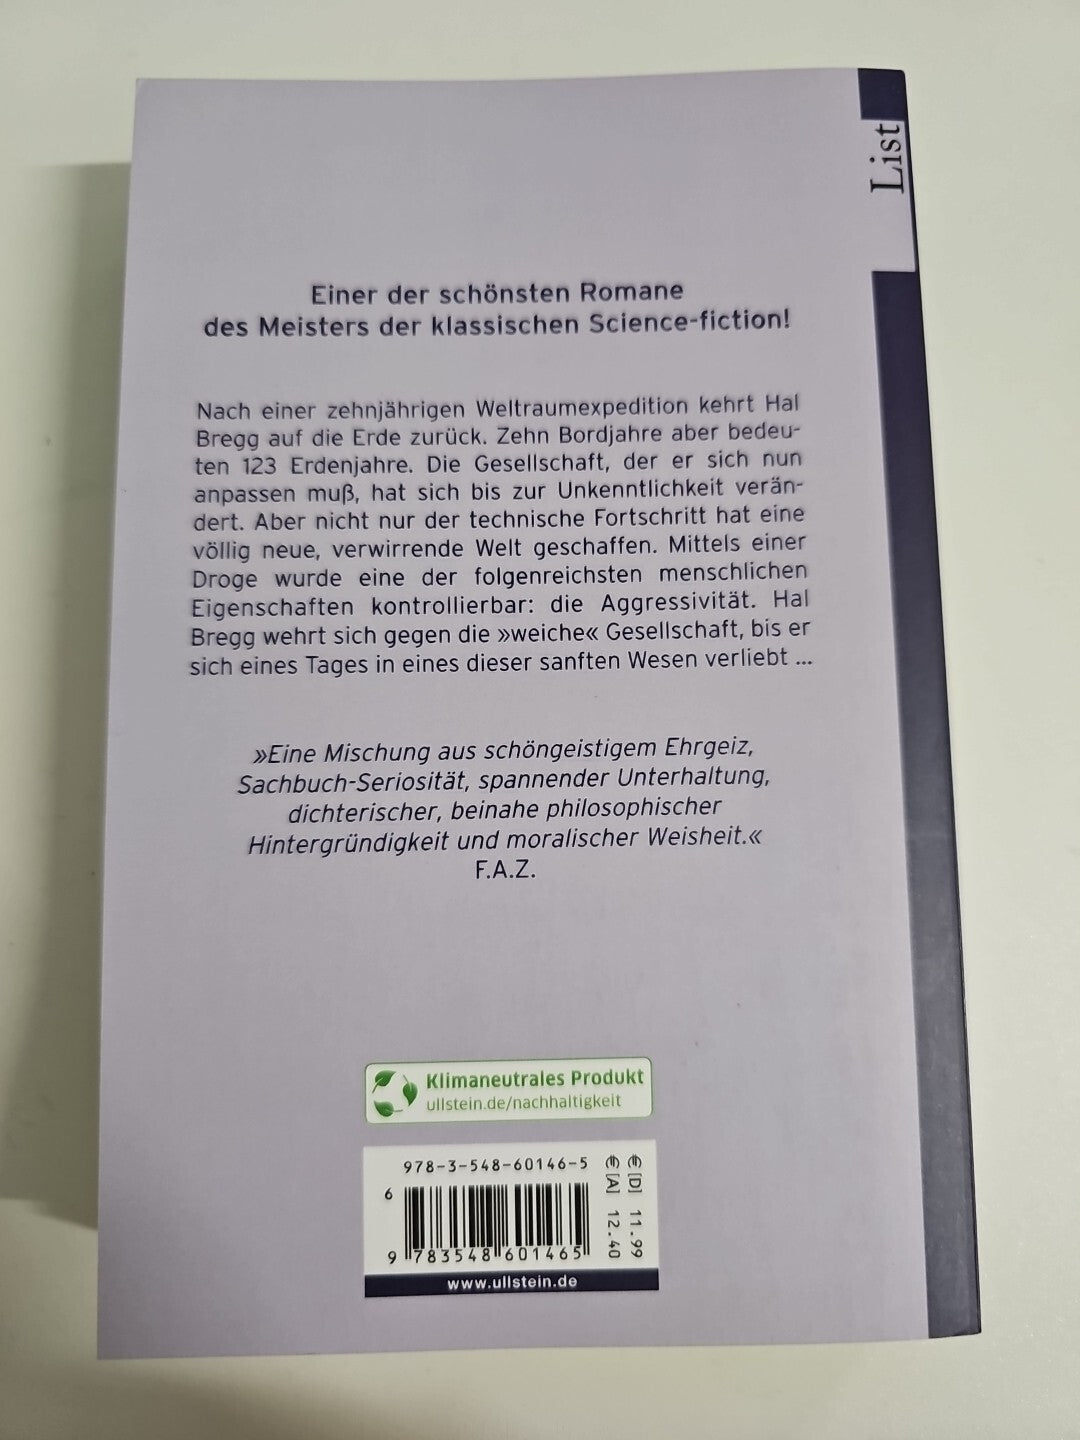 List
Einer der schönsten Romane
des Meisters der klassischen Science-fiction!
Nach einer zehnjährigen Weltraumexpedition kehrt Hal
Bregg auf die Erde zurück. Zehn Bordjahre aber bedeu-
ten 123 Erdenjahre. Die Gesellschaft, der er sich nun
anpassen muß, hat sich bis zur Unkenntlichkeit verän-
dert. Aber nicht nur der technische Fortschritt hat eine
völlig neue, verwirrende Welt geschaffen. Mittels einer
Droge wurde eine der folgenreichsten menschlichen
Eigenschaften kontrollierbar: die Aggressivität. Hal
Bregg wehrt sich gegen die »weiche« Gesellschaft, bis er
sich eines Tages in eines dieser sanften Wesen verliebt ...
»Eine Mischung aus schöngeistigem Ehrgeiz,
Sachbuch-Seriosität, spannender Unterhaltung,
dichterischer, beinahe philosophischer
Hintergründigkeit und moralischer Weisheit.«
F.A.Z.
Klimaneutrales Produkt
ullstein.de/nachhaltigkeit
978-3-548-60146-5
6
9 783548 601465
€ [D] 11.99
€ [A] 12.40
www.ullstein.de